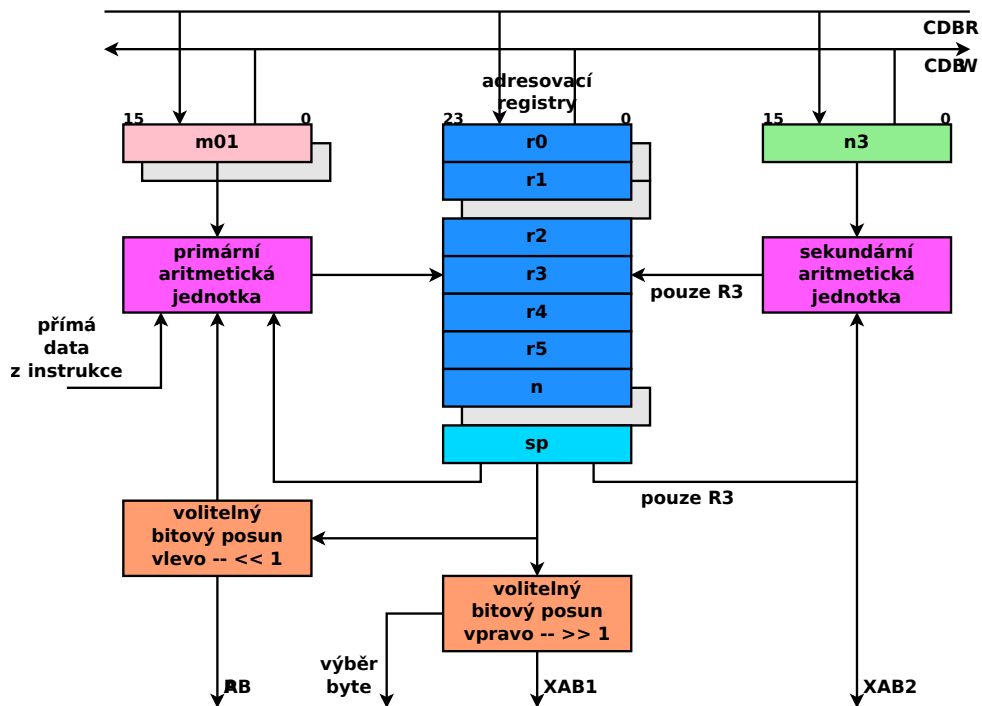 CDBR
CDBW
adresovací
registry
15
0
23
0
15
0
m01
r0
n3
r1
primární
aritmetická
jednotka
r2
r3
r4
r5
n
sp
pouze R3
sekundární
aritmetická
jednotka
přímá
data
z instrukce
pouze R3
volitelný
bitový posun
vlevo -- << 1
volitelný
bitový posun
vpravo -- >> 1
výběr
byte
XAB1
XAB2